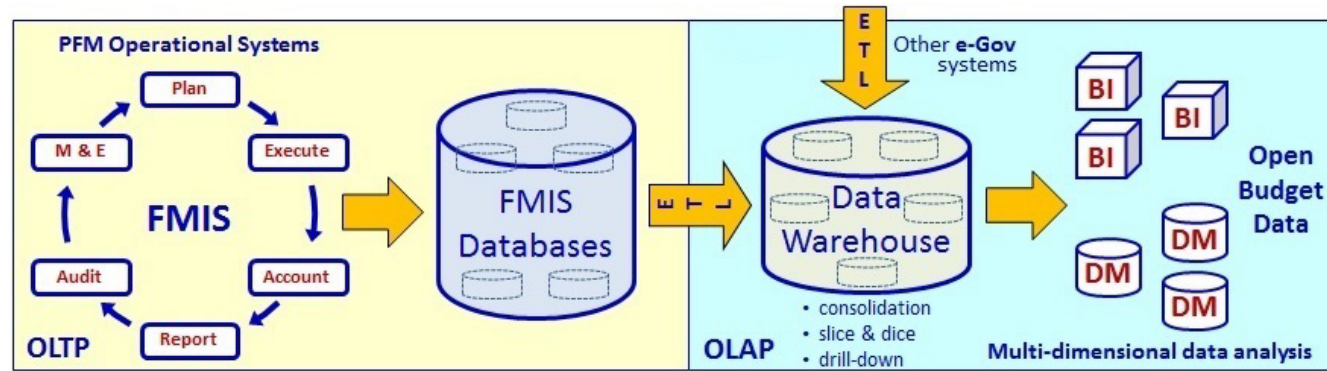 PFM Operational Systems
Plan
Execute
Account
Report
Audit
M & E
FMIS
OLTP
FMIS
Databases
E T L
E
T
L
Other e-Gov
systems
Data
Warehouse
• consolidation
• slice & dice
• drill-down
OLAP
BI
BI
BI
Open
Budget
Data
DM
DM
DM
Multi-dimensional data analysis